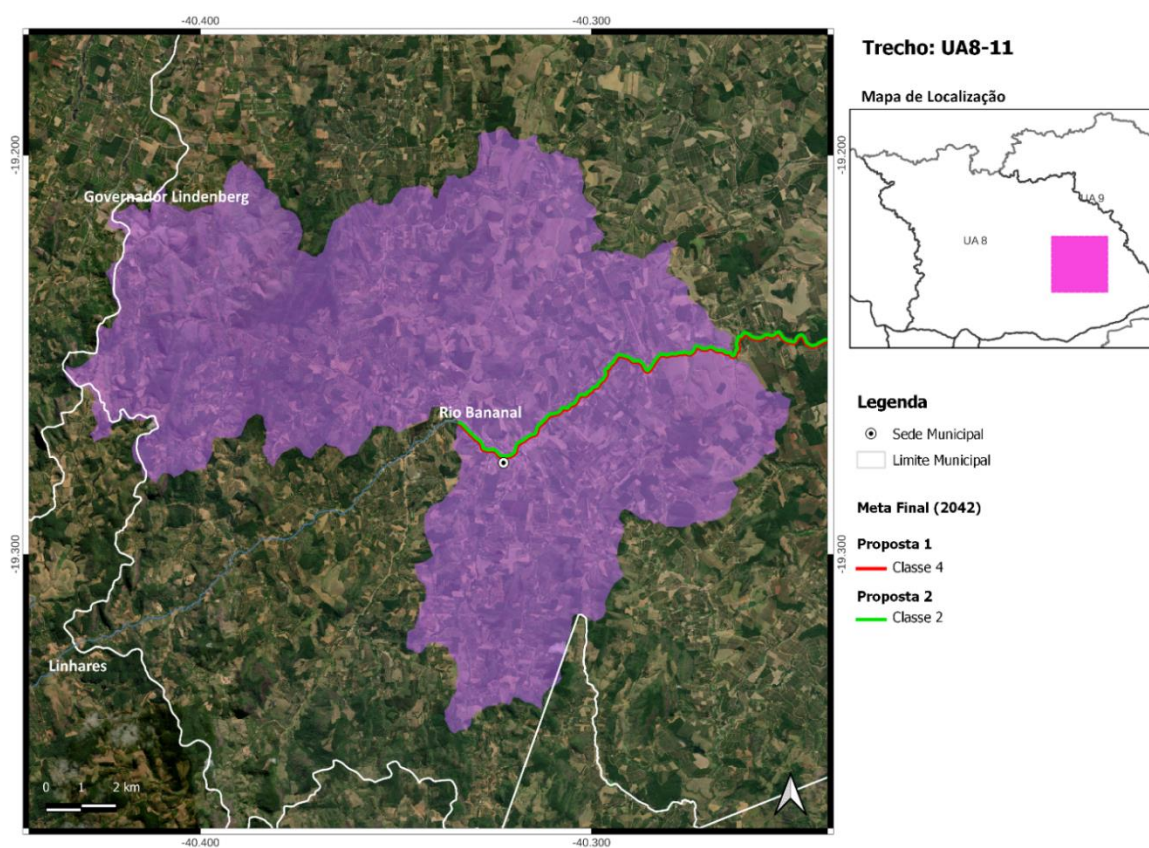 -40.400
-40.300
-19.200
-19.200
Governador Lindenberg
Rio Bananal
-19.300
-19.300
Linhares
0 1 2 km
-40.400
-40.300
Trecho: UA8-11
Mapa de Localização
UA 9
UA 8
Legenda
Sede Municipal
Limite Municipal
Meta Final (2042)
Proposta 1
Classe 4
Proposta 2
Classe 2